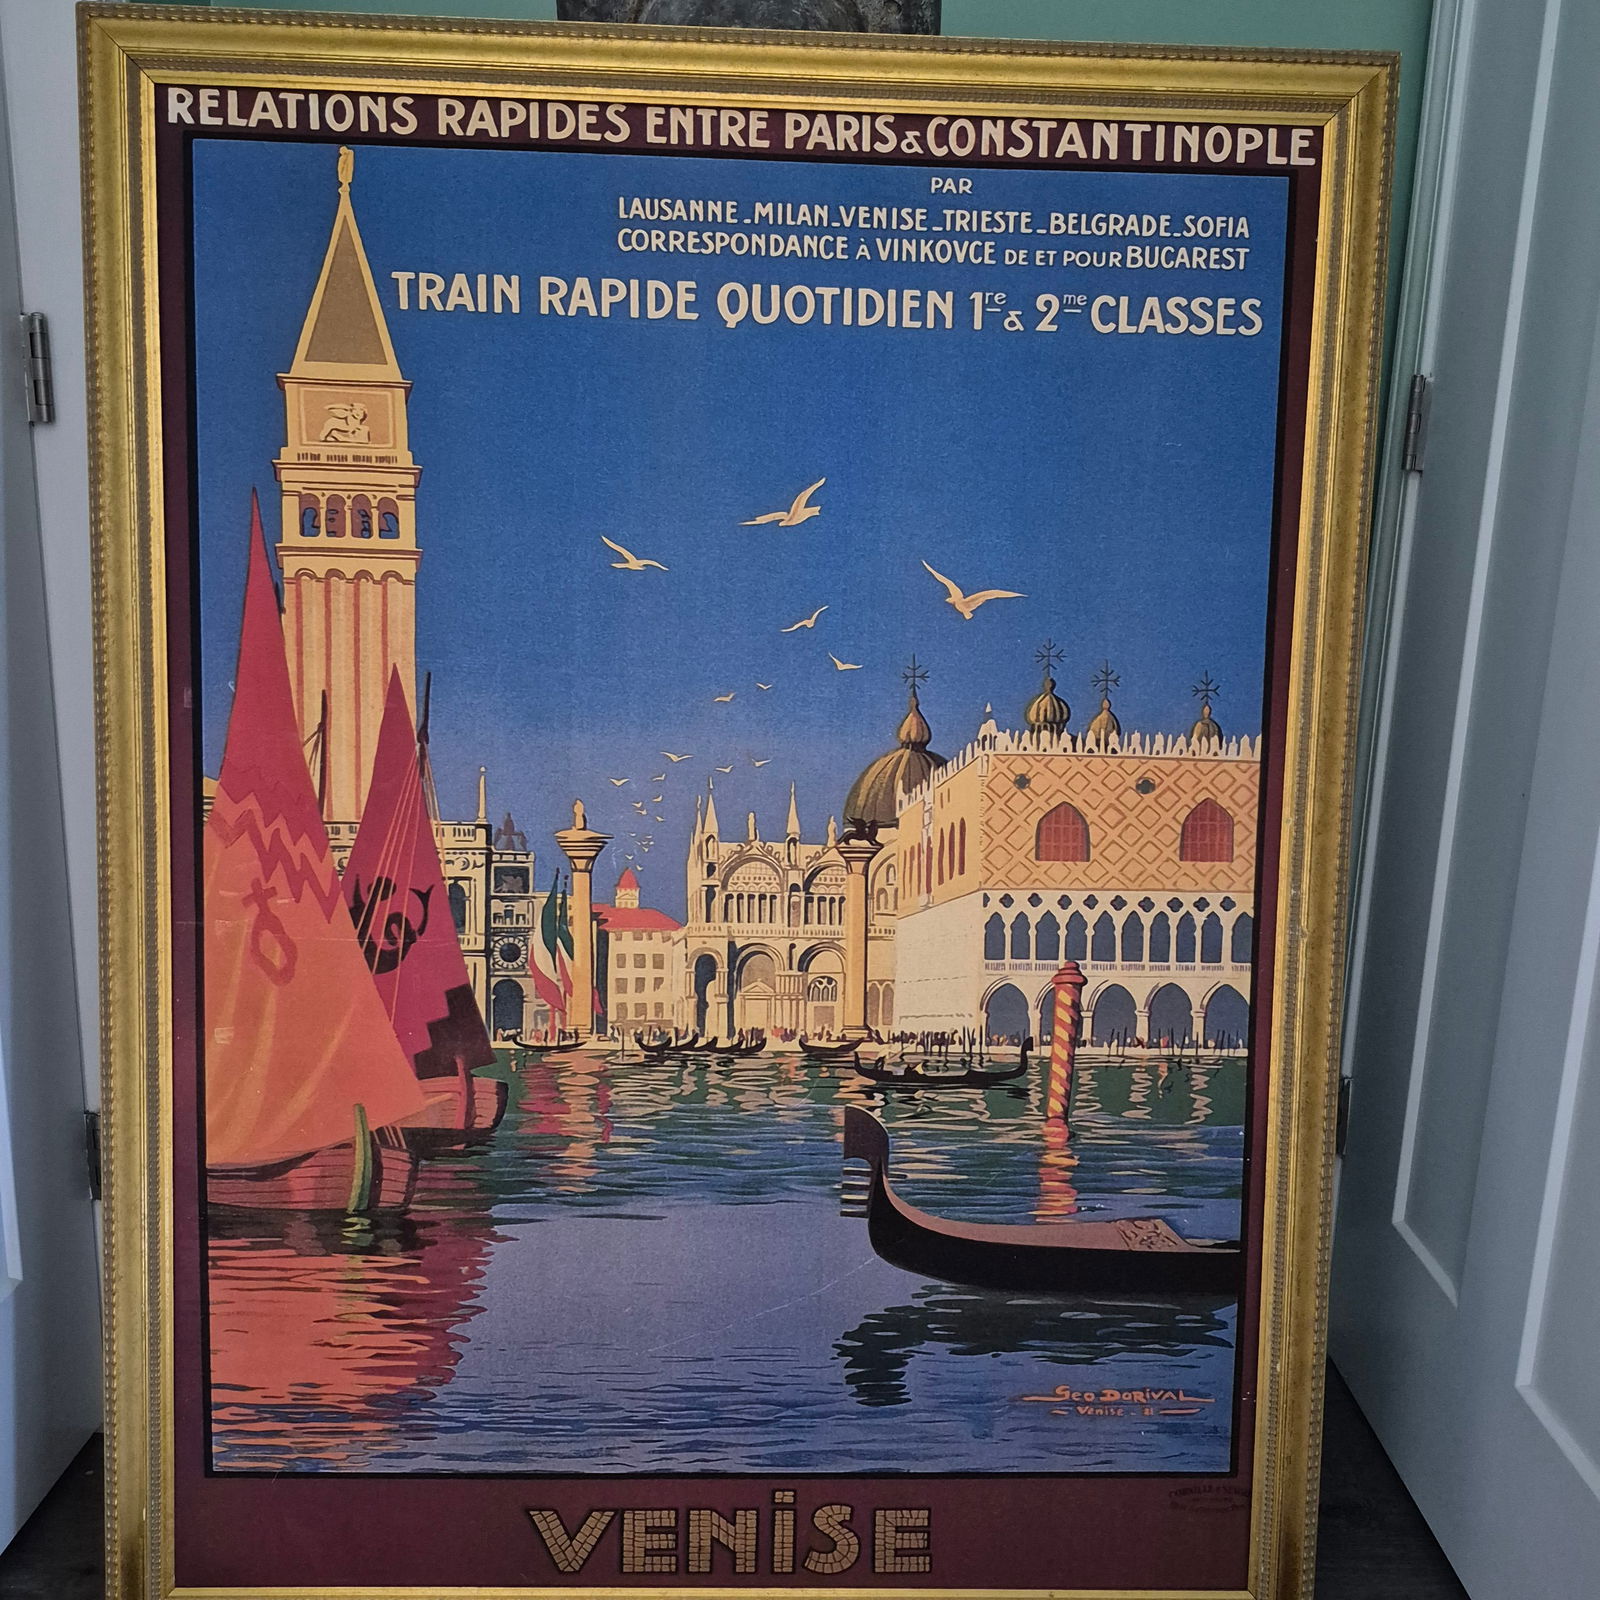 RELATIONS RAPIDES ENTRE PARIS & CONSTANTINOPLE
PAR
LAUSANNE_MILAN_VENISE_TRIESTE_BELGRADE_SOFIA
CORRESPONDANCE à VINKOVCE DE ET POUR BUCAREST
TRAIN RAPIDE QUOTIDIEN 1re & 2me CLASSES
Geo. DORIVAL
Venise - 21
VENISE